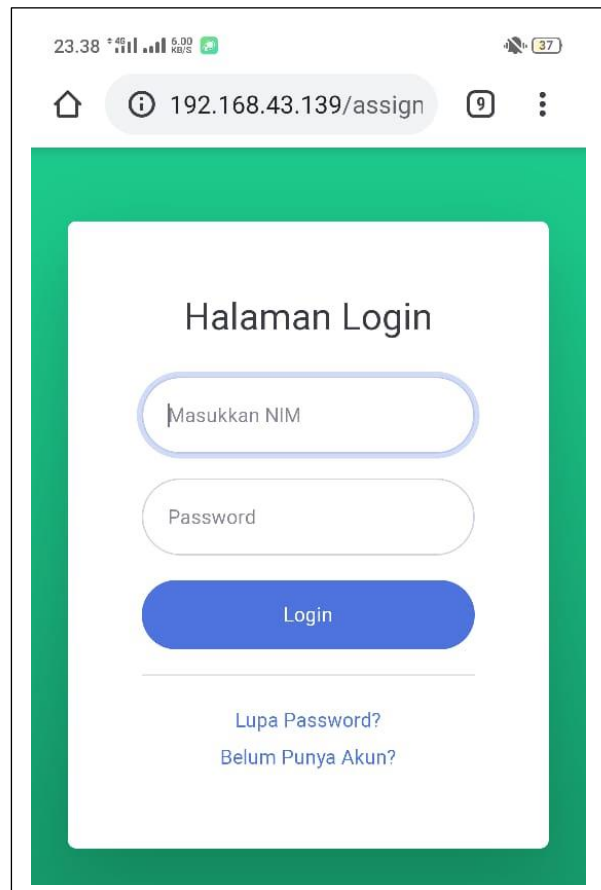 23.38 4G 6.00 KB/S 37
192.168.43.139/assign 9
Halaman Login
Masukkan NIM
Password
Login
Lupa Password?
Belum Punya Akun?